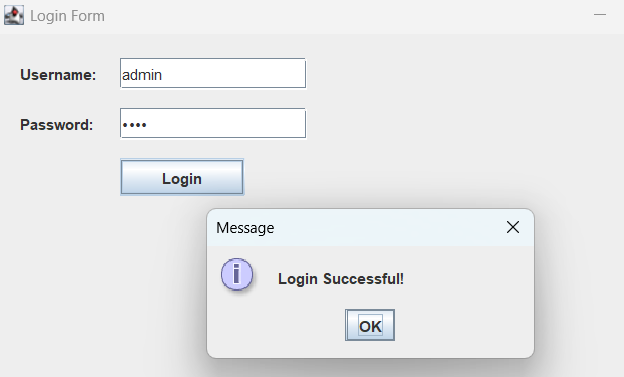 Login Form
Username: admin
Password: ••••
Login
Message
Login Successful!
OK